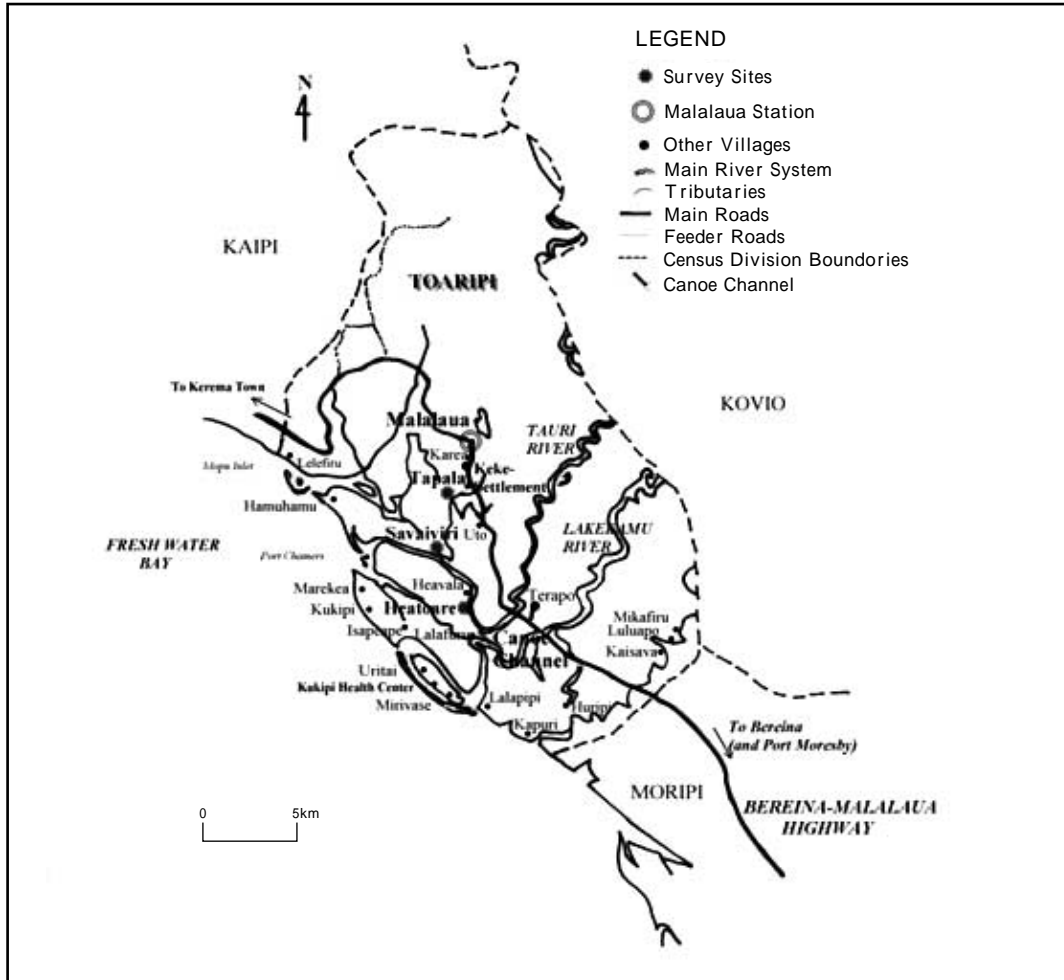 LEGEND
Survey Sites
Malalaua Station
Other Villages
Main River System
Tributaries
Main Roads
Feeder Roads
Census Division Boundories
Canoe Channel
N
KAIPI
TOARIPI
KOVIO
To Kerema Town
Malalaua
TAURI
RIVER
Karea
Lelefiru
Mopu Inlet
Keke-
Settlement
Tapala
Hamuhamu
LAKEKAMU
RIVER
Savaiviri
Uto
FRESH WATER
BAY
Port Chamers
Heavala
Marekea
Terapo
Heatoare
Kukipi
Mikafiru
Luluapo
Isapeape
Canoe
Channel
Kaisava
Uritai
Kukipi Health Center
Lalapipi
Huripi
Mirivase
Kapuri
To Bereina
(and Port Moresby)
MORIPI
BEREINA-MALALAUA
HIGHWAY
0
5km